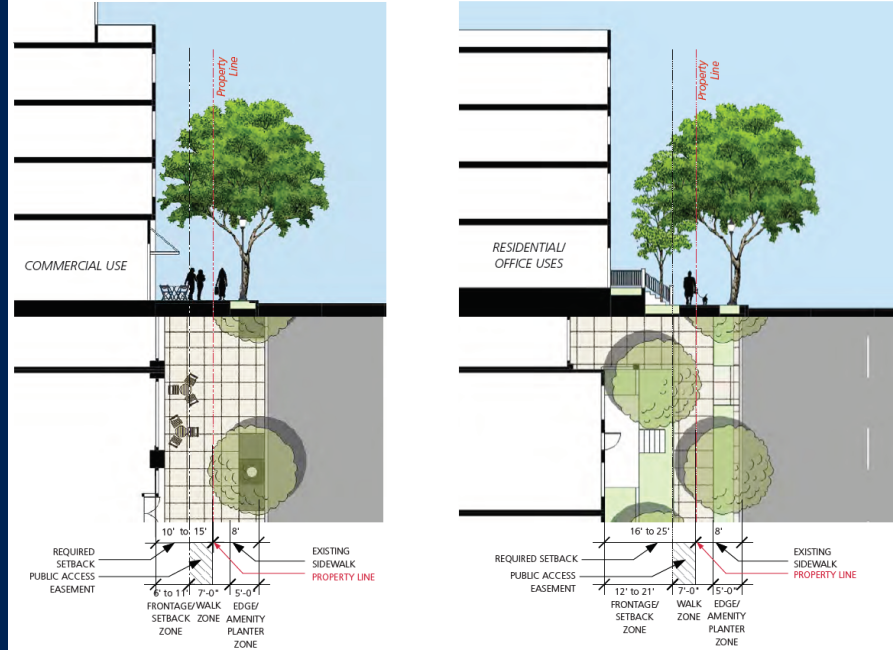 Property
Line
COMMERCIAL USE
10' to 15'
8'
REQUIRED
SETBACK
PUBLIC ACCESS
EASEMENT
EXISTING
SIDEWALK
PROPERTY LINE
6' to 11'
7'-0"
5'-0"
FRONTAGE/
SETBACK
ZONE
WALK
ZONE
EDGE/
AMENITY
PLANTER
ZONE
Property
Line
RESIDENTIAL/
OFFICE USES
16' to 25'
8'
REQUIRED SETBACK
PUBLIC ACCESS
EASEMENT
EXISTING
SIDEWALK
PROPERTY LINE
12' to 21'
7'-0"
5'-0"
FRONTAGE/
SETBACK
ZONE
WALK
ZONE
EDGE/
AMENITY
PLANTER
ZONE